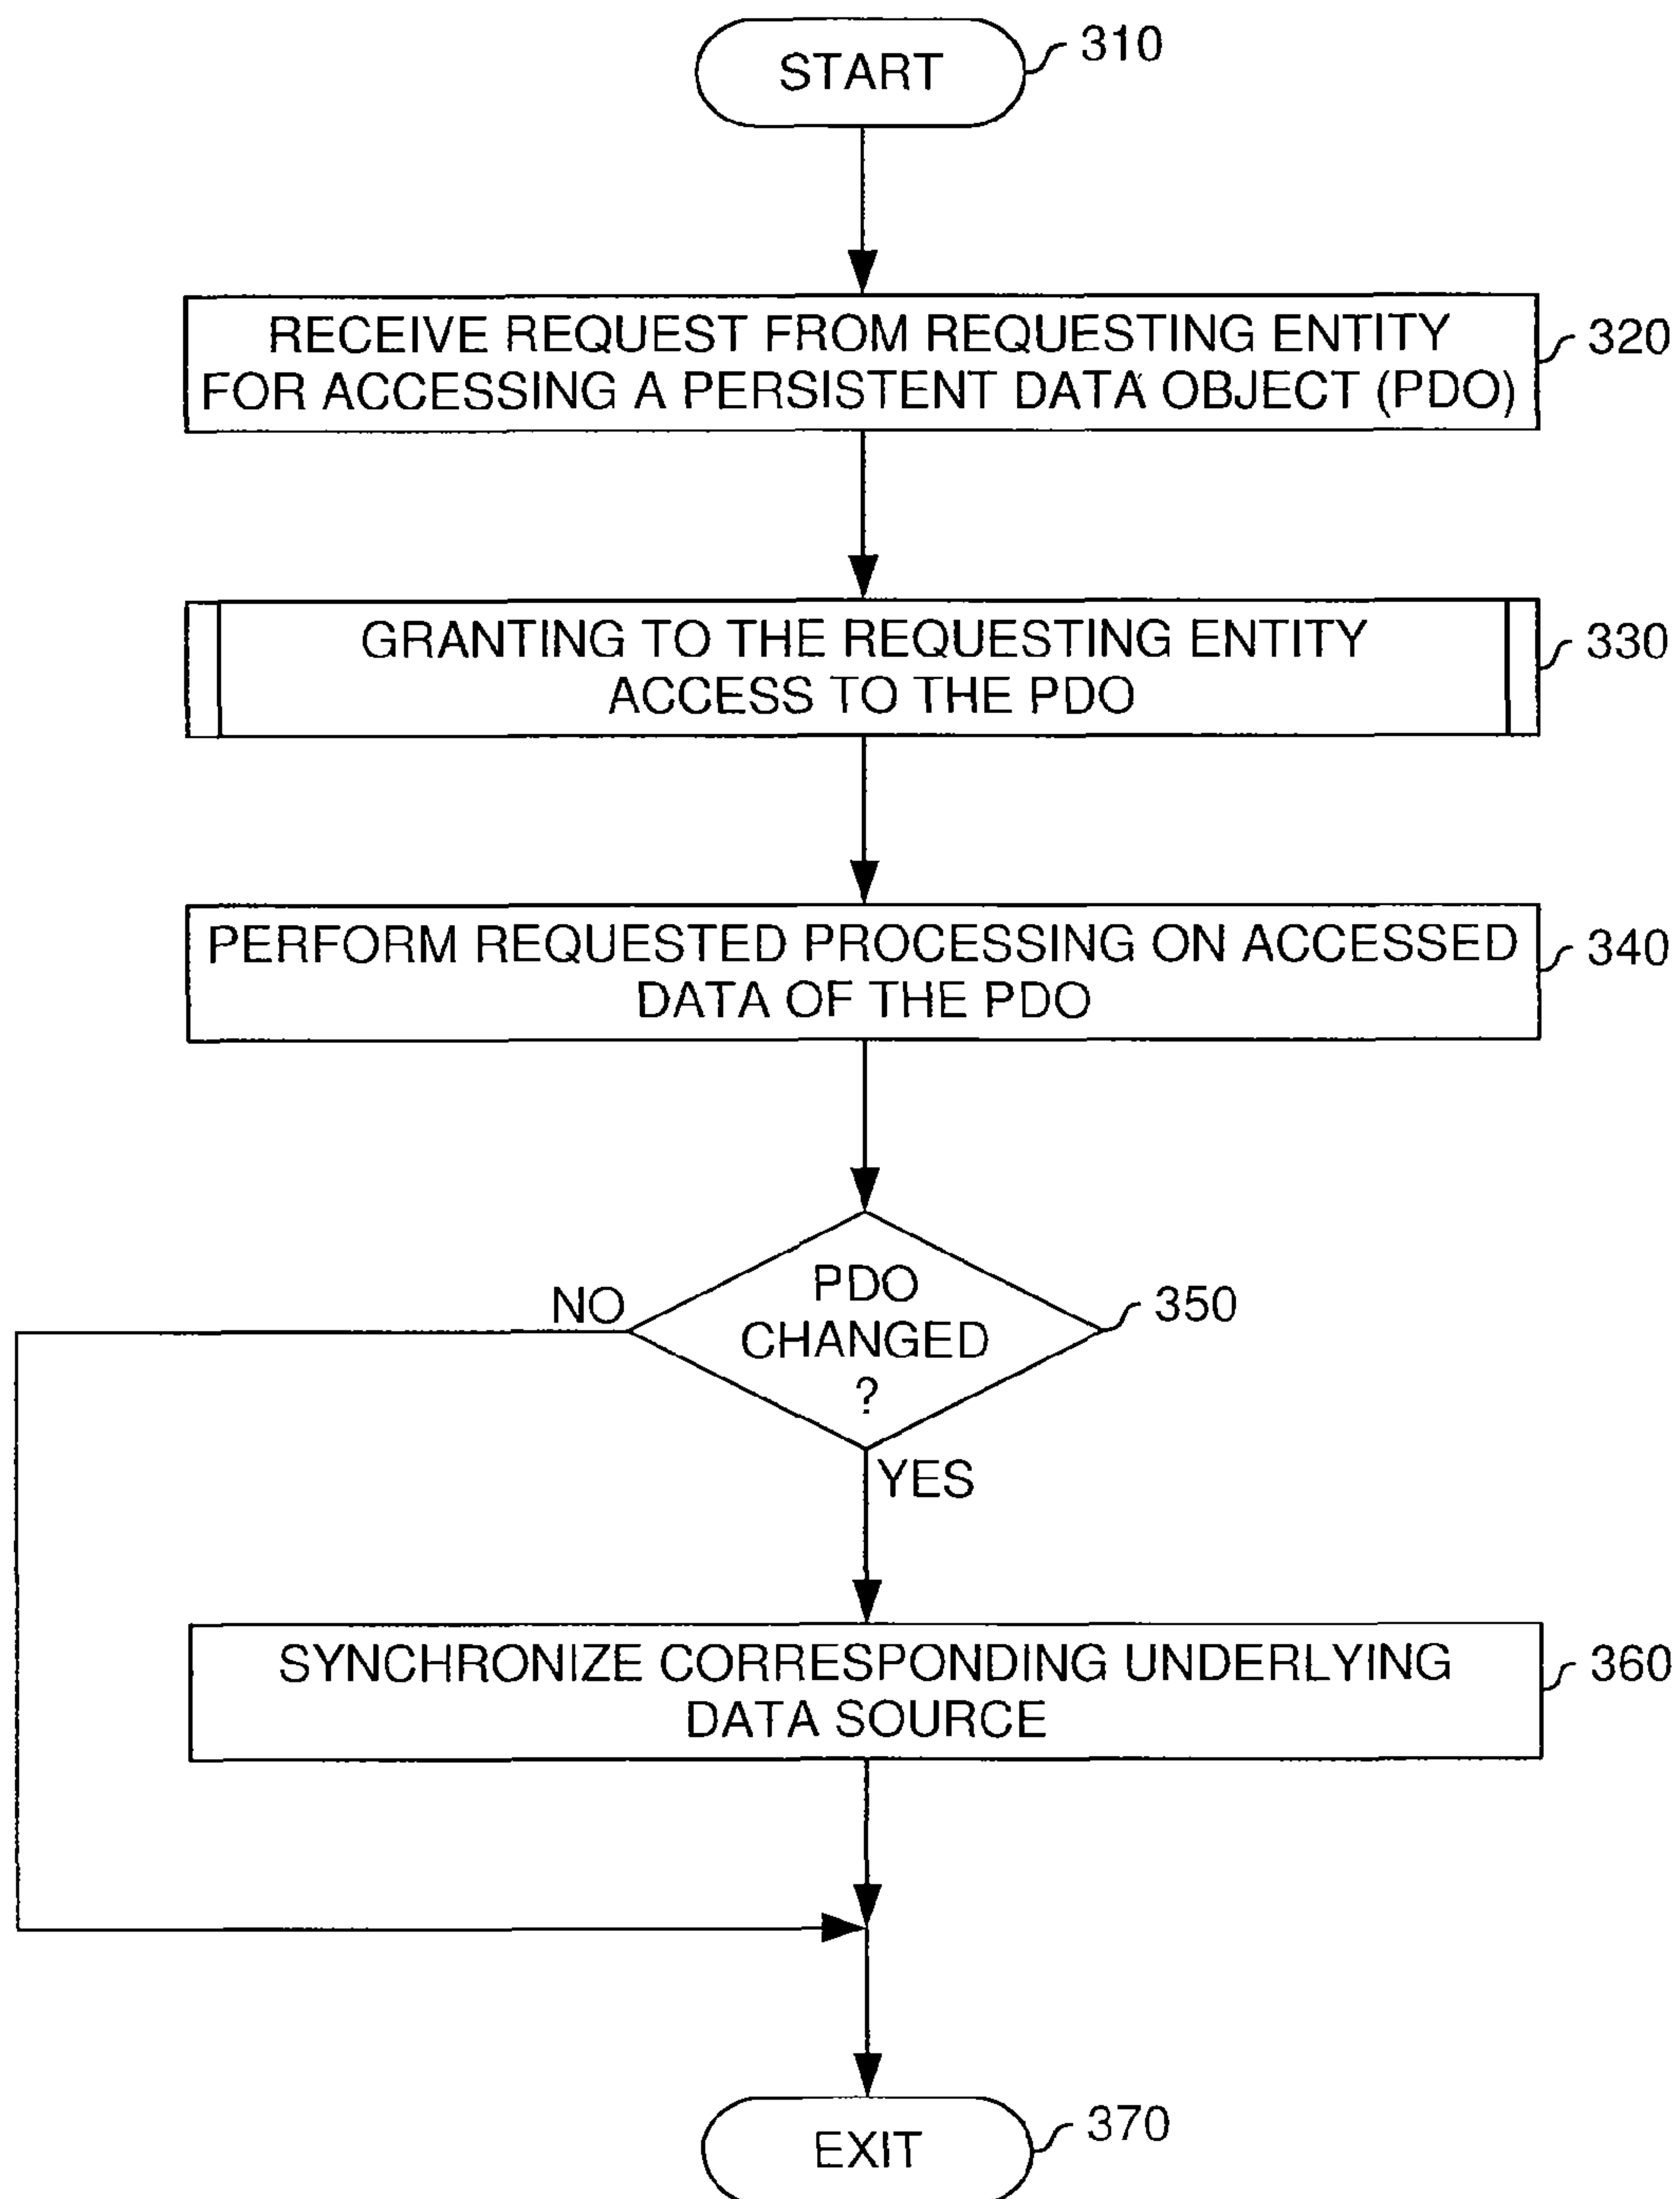 START
310
RECEIVE REQUEST FROM REQUESTING ENTITY
FOR ACCESSING A PERSISTENT DATA OBJECT (PDO)
320
GRANTING TO THE REQUESTING ENTITY
ACCESS TO THE PDO
330
PERFORM REQUESTED PROCESSING ON ACCESSED
DATA OF THE PDO
340
PDO
CHANGED
?
350
NO
YES
SYNCHRONIZE CORRESPONDING UNDERLYING
DATA SOURCE
360
EXIT
370